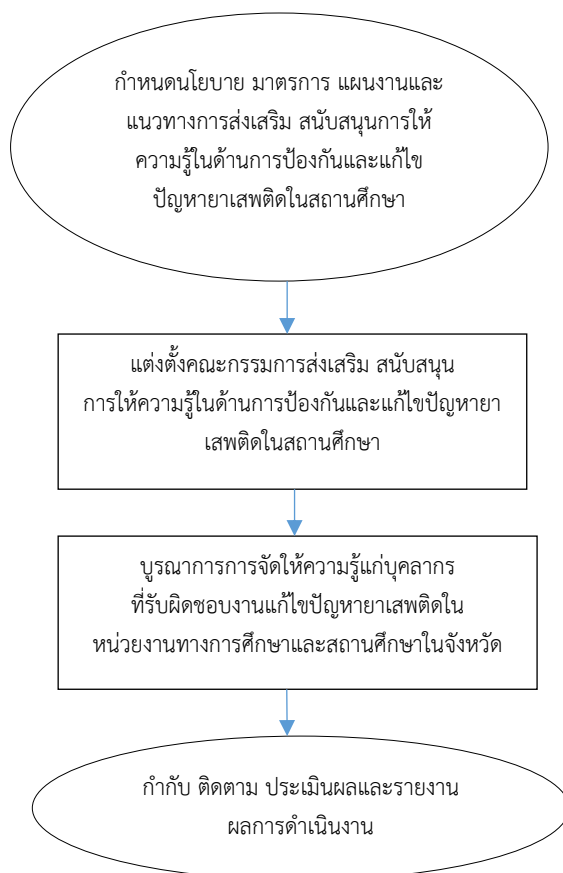 กำหนดนโยบาย มาตรการ แผนงานและ
แนวทางการส่งเสริม สนับสนุนการให้
ความรู้ในด้านการป้องกันและแก้ไข
ปัญหายาเสพติดในสถานศึกษา
แต่งตั้งคณะกรรมการส่งเสริม สนับสนุน
การให้ความรู้ในด้านการป้องกันและแก้ไขปัญหายา
เสพติดในสถานศึกษา
บูรณาการการจัดให้ความรู้แก่บุคลากร
ที่รับผิดชอบงานแก้ไขปัญหายาเสพติดใน
หน่วยงานทางการศึกษาและสถานศึกษาในจังหวัด
กำกับ ติดตาม ประเมินผลและรายงาน
ผลการดำเนินงาน